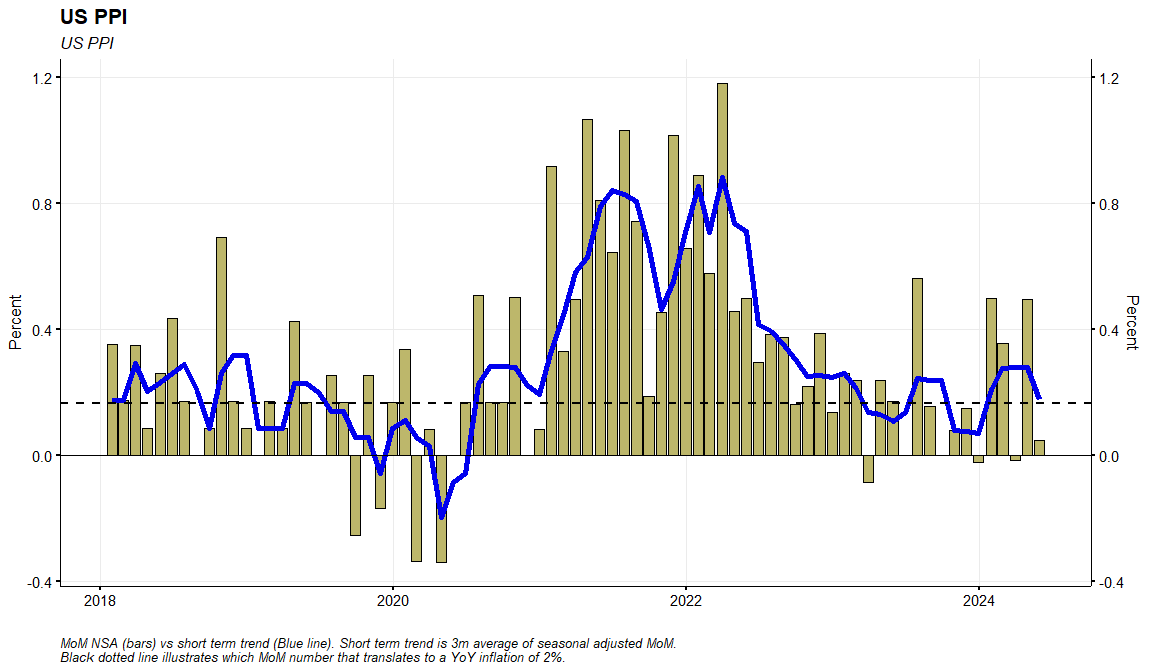 US PPI
US PPI
1.2
0.8
0.4
0.0
-0.4
Percent
1.2
0.8
0.4
0.0
-0.4
Percent
2018 2020 2022 2024
MoM NSA (bars) vs short term trend (Blue line). Short term trend is 3m average of seasonal adjusted MoM.
Black dotted line illustrates which MoM number that translates to a YoY inflation of 2%.